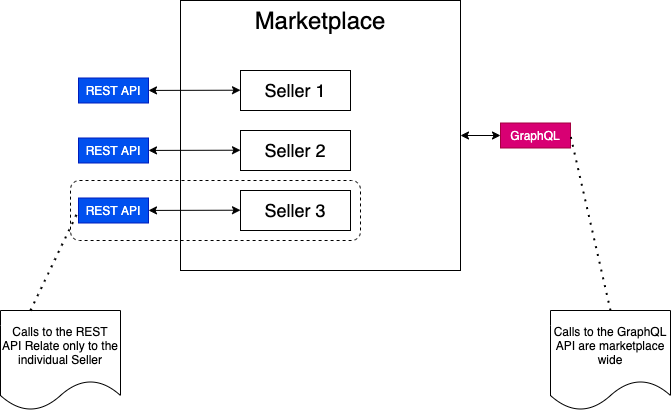 Marketplace
REST API
Seller 1
REST API
Seller 2
GraphQL
REST API
Seller 3
Calls to the REST
API Relate only to the
individual Seller
Calls to the GraphQL
API are marketplace
wide